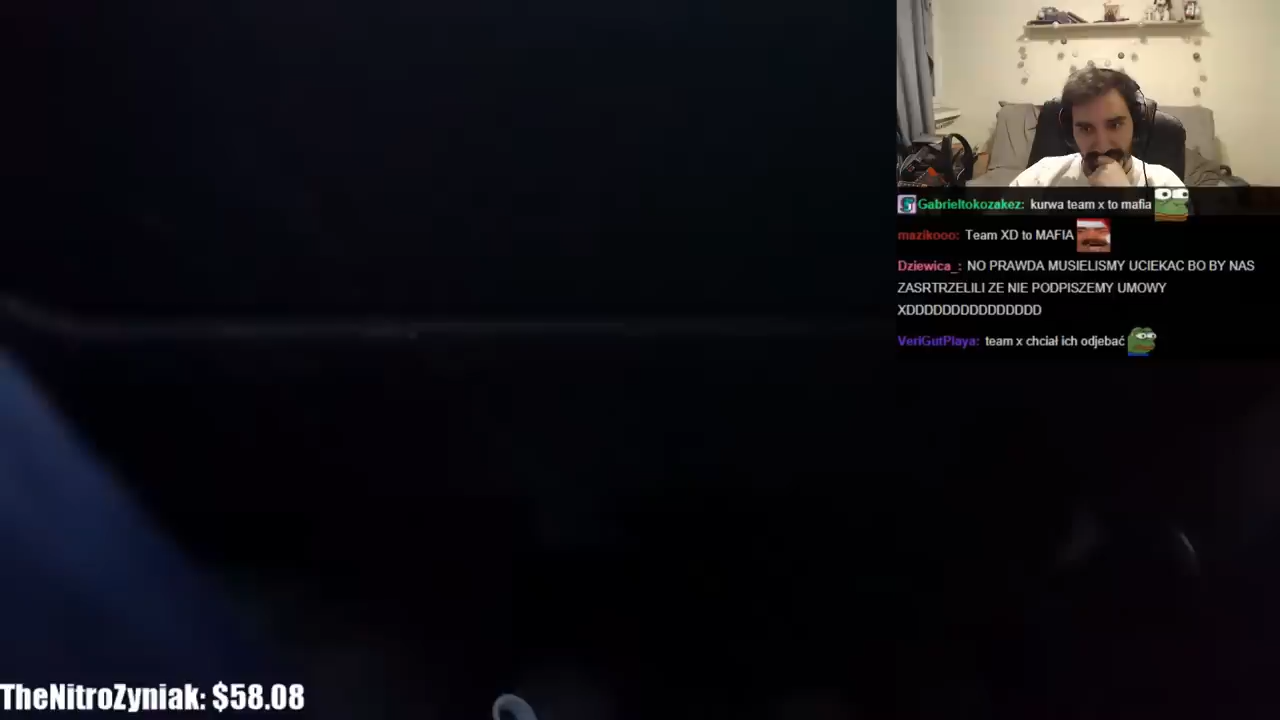 Gabrieltokozakez: kurwa team x to mafia
mazikooo: Team XD to MAFIA
Dziewica_: NO PRAWDA MUSIELISMY UCIEKAC BO BY NAS
ZASRTRZELILI ZE NIE PODPISZEMY UMOWY
XDDDDDDDDDDDDDDD
VeriGutPlaya: team x chciał ich odjebać
TheNitroZyniak: $58.08